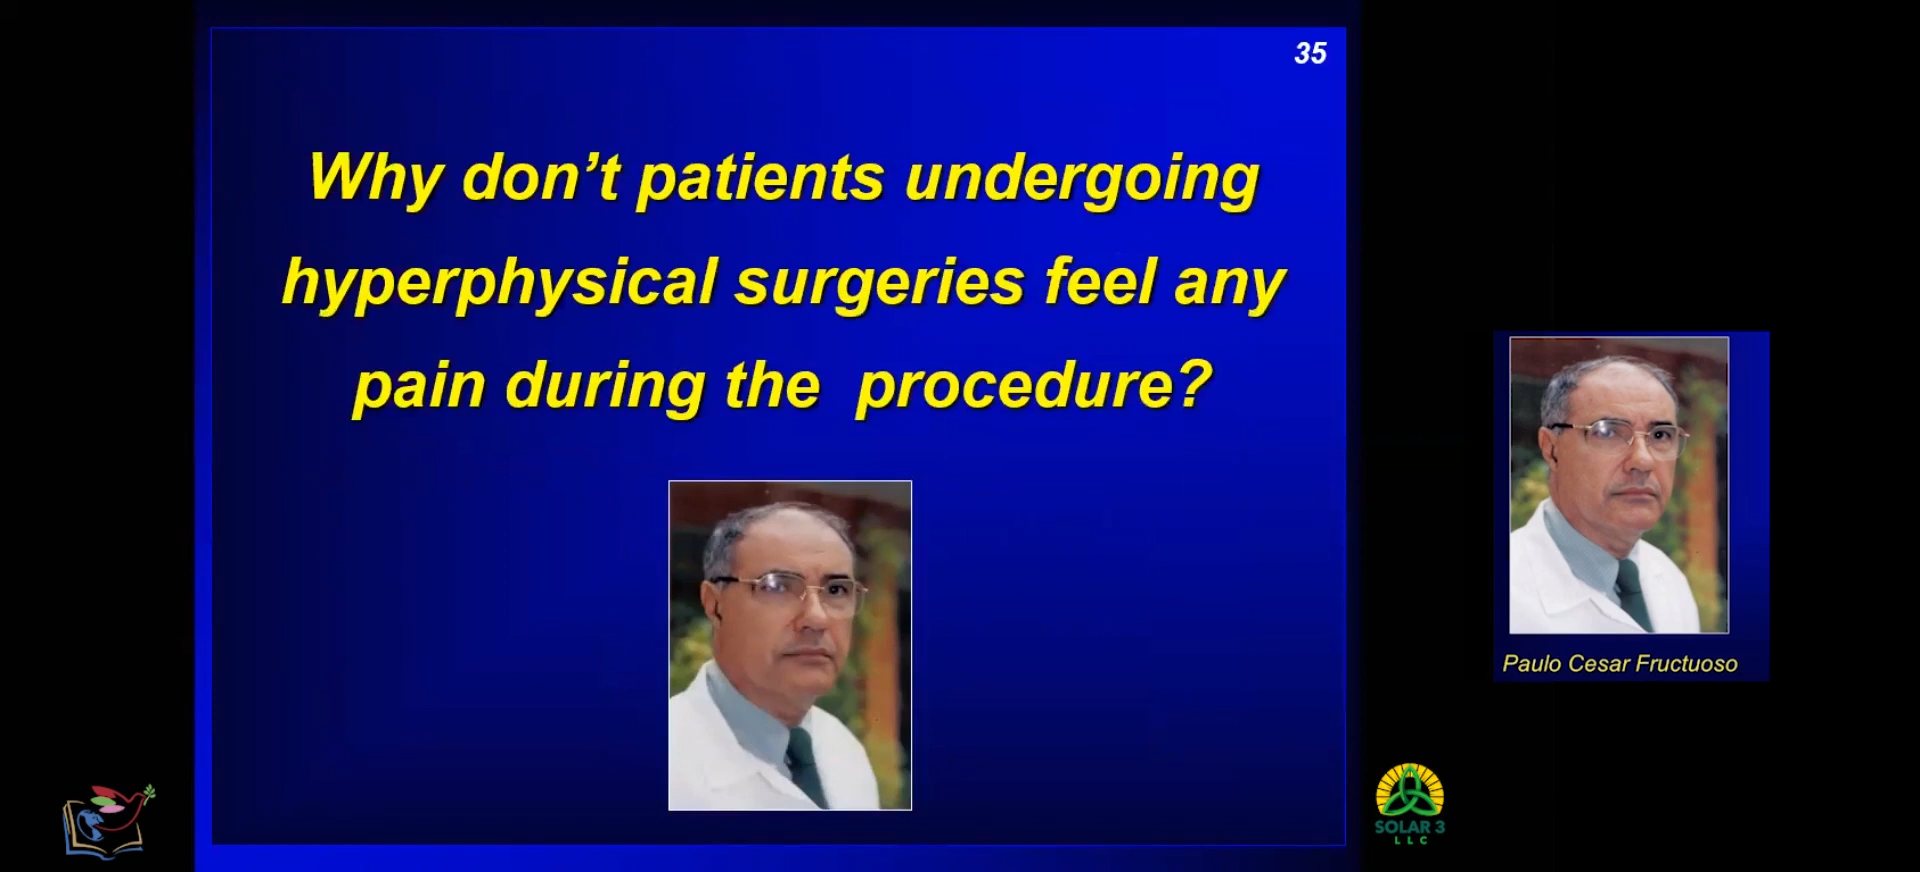 35
Why don’t patients undergoing
hyperphysical surgeries feel any
pain during the  procedure?
Paulo Cesar Fructuoso
SOLAR 3
LLC